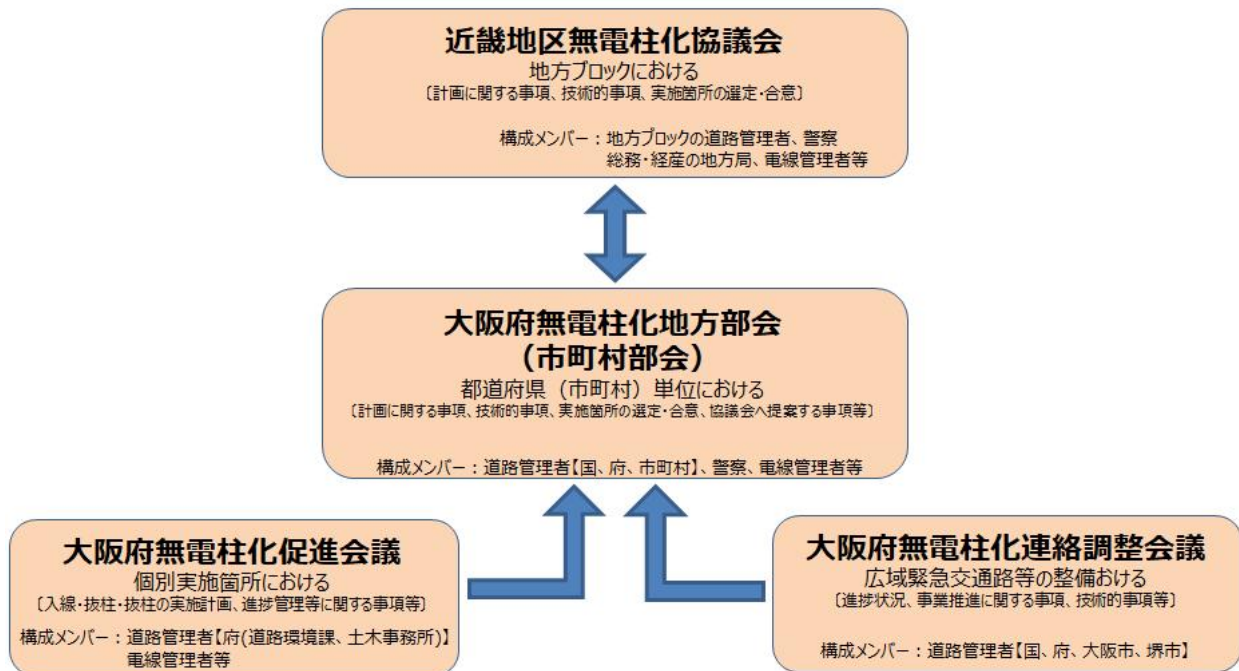 近畿地区無電柱化協議会
地方ブロックにおける
〔計画に関する事項、技術的事項、実施箇所の選定・合意〕
構成メンバー：地方ブロックの道路管理者、警察
総務・経産の地方局、電線管理者等
大阪府無電柱化地方部会
（市町村部会）
都道府県（市町村）単位における
〔計画に関する事項、技術的事項、実施箇所の選定・合意、協議会へ提案する事項等〕
構成メンバー：道路管理者【国、府、市町村】、警察、電線管理者等
大阪府無電柱化促進会議
個別実施箇所における
〔入線・抜柱・抜柱の実施計画、進捗管理等に関する事項等〕
構成メンバー：道路管理者【府(道路環境課、土木事務所)】
電線管理者等
大阪府無電柱化連絡調整会議
広域緊急交通路等の整備おける
〔進捗状況、事業推進に関する事項、技術的事項等〕
構成メンバー：道路管理者【国、府、大阪市、堺市】